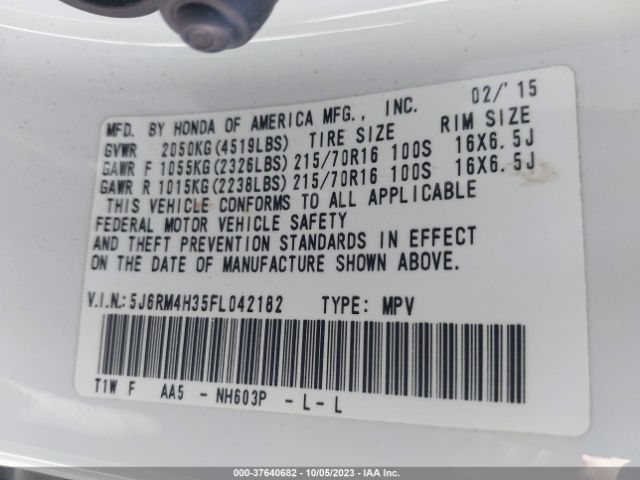 02/'15
MFD. BY HONDA OF AMERICA MFG., INC.
GVWR 2050KG(4519LBS) TIRE SIZE RIM SIZE
GAWR F 1055KG(2326LBS) 215/70R16 100S 16X6.5J
GAWR R 1015KG(2238LBS) 215/70R16 100S 16X6.5J
THIS VEHICLE CONFORMS TO ALL APPLICABLE
FEDERAL MOTOR VEHICLE SAFETY
AND THEFT PREVENTION STANDARDS IN EFFECT
ON THE DATE OF MANUFACTURE SHOWN ABOVE.
V.I.N.: 5J6RM4H35FL042182 TYPE: MPV
T1W F AA5 - NH603P - L - L
000-37640682 - 10/05/2023 - IAA Inc.